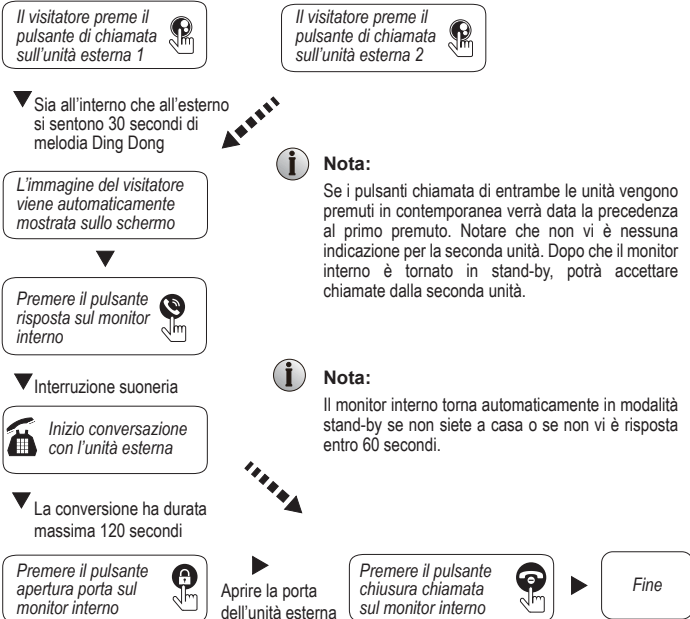 Il visitatore preme il
pulsante di chiamata
sull'unità esterna 1
Il visitatore preme il
pulsante di chiamata
sull'unità esterna 2
Sia all'interno che all'esterno
si sentono 30 secondi di
melodia Ding Dong
L'immagine del visitatore
viene automaticamente
mostrata sullo schermo
i
Nota:
Se i pulsanti chiamata di entrambe le unità vengono
premuti in contemporanea verrà data la precedenza
al primo premuto. Notare che non vi è nessuna
indicazione per la seconda unità. Dopo che il monitor
interno è tornato in stand-by, potrà accettare
chiamate dalla seconda unità.
Premere il pulsante
risposta sul monitor
interno
Interruzione suoneria
i
Nota:
Il monitor interno torna automaticamente in modalità
stand-by se non siete a casa o se non vi è risposta
entro 60 secondi.
Inizio conversazione
con l'unità esterna
La conversione ha durata
massima 120 secondi
Premere il pulsante
apertura porta sul
monitor interno
Aprire la porta
dell'unità esterna
Premere il pulsante
chiusura chiamata
sul monitor interno
Fine